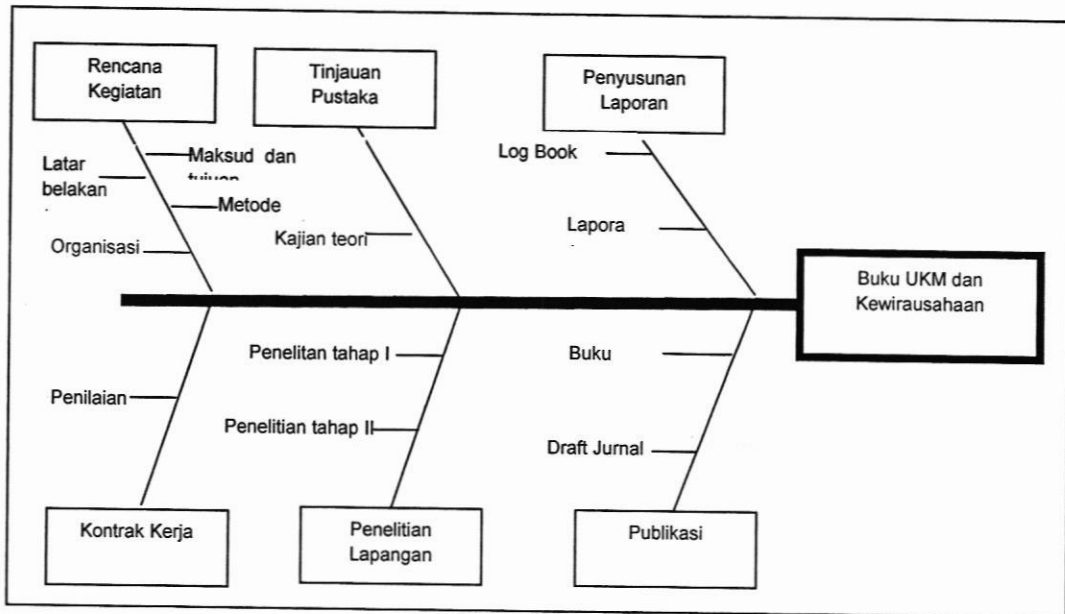 Rencana
Kegiatan
Tinjauan
Pustaka
Penyusunan
Laporan
Latar
belakan
Maksud dan
Metode
Organisasi
Kajian teori
Log Book
Lapora
Buku UKM dan
Kewirausahaan
Penilaian
Penelitan tahap I
Penelitian tahap II
Buku
Draft Jurnal
Kontrak Kerja
Penelitian
Lapangan
Publikasi